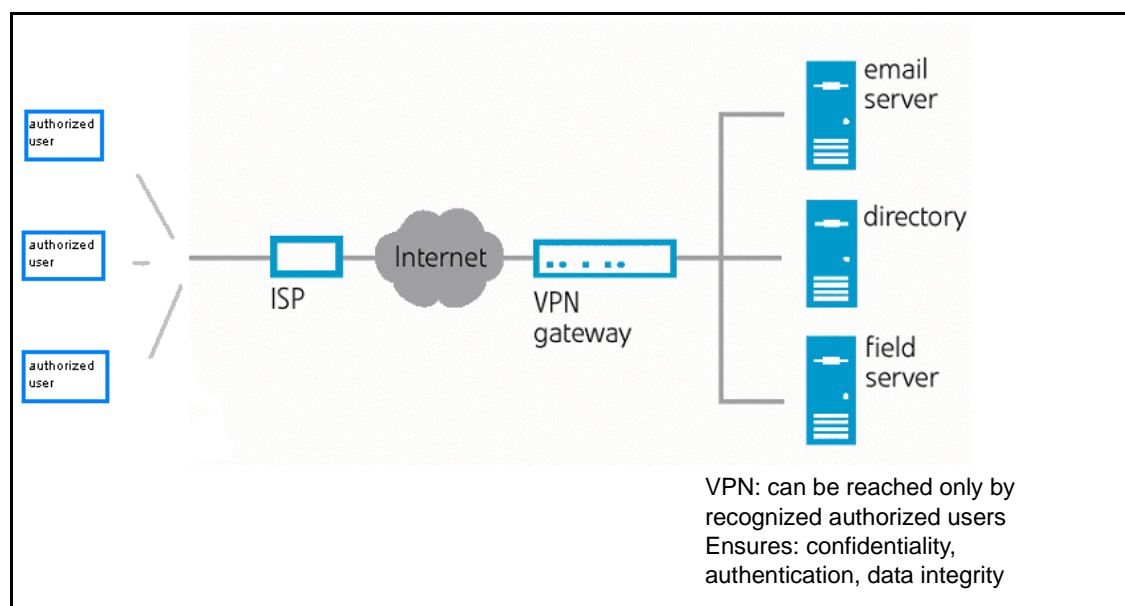 authorized
user
authorized
user
authorized
user
ISP
Internet
VPN
gateway
email
server
directory
field
server
VPN: can be reached only by
recognized authorized users
Ensures: confidentiality,
authentication, data integrity